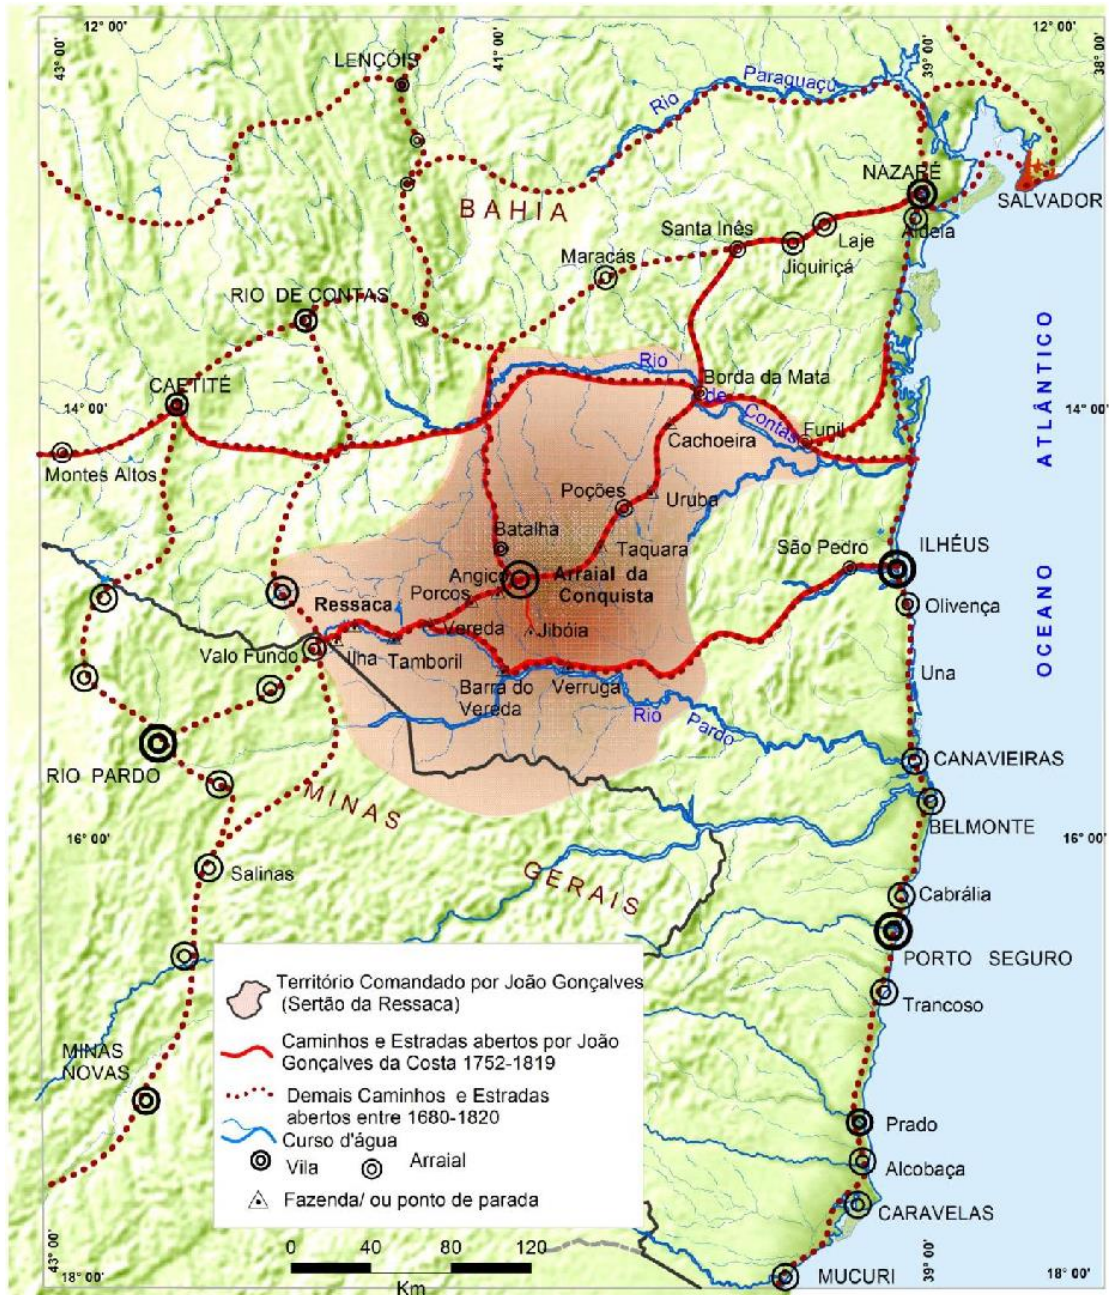 12° 00'
12° 00'
43° 00'
41° 00'
39° 00'
38° 00'
LENÇÓIS
Rio
Paraguaçú
NAZARÉ
SALVADOR
BAHIA
Aldeia
Santa Inês
Laje
Jiquiriçá
Maracás
RIO DE CONTAS
Rio
de
Contas
Borda da Mata
CAETITÉ
14° 00'
14° 00'
Funil
Cachoeira
Montes Altos
Poções
Uruba
OCEANO ATLÂNTICO
Batalha
Taquara
São Pedro
ILHÉUS
Angico
Arraial da
Conquista
Porcos
Ressaca
Olivença
Vereda
Jibóia
Valo Fundo
Ilha
Tamboril
Una
Barra do
Vereda
Verruga
Rio
Pardo
RIO PARDO
CANAVIEIRAS
MINAS
BELMONTE
16° 00'
16° 00'
Salinas
GERAIS
Cabrália
PORTO SEGURO
Trancoso
Território Comandado por João Gonçalves
(Sertão da Ressaca)
Caminhos e Estradas abertos por João
Gonçalves da Costa 1752-1819
MINAS
NOVAS
Demais Caminhos e Estradas
abertos entre 1680-1820
Curso d'água
Vila
Arraial
Fazenda/ ou ponto de parada
Prado
Alcobaça
CARAVELAS
0 40 80 120
Km
MUCURI
43° 00'
39° 00'
18° 00'
18° 00'